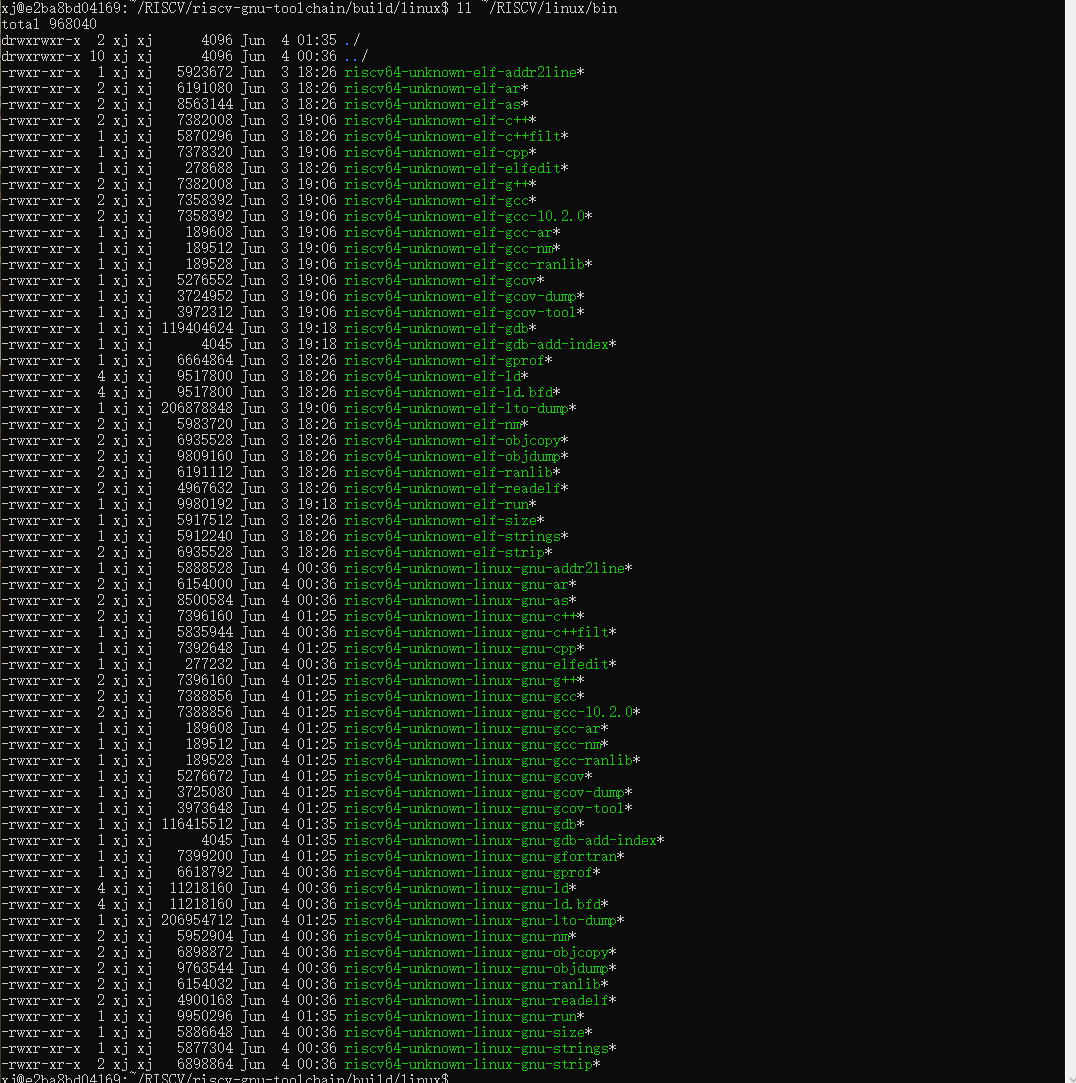 xj@e2ba8bd04169:~/RISCV/riscv-gnu-toolchain/build/linux$ ll ~/RISCV/linux/bin
total 968040
drwxrwxr-x  2 xj xj      4096 Jun  4 01:35 ./
drwxrwxr-x 10 xj xj      4096 Jun  4 00:36 ../
-rwxr-xr-x  1 xj xj   5923672 Jun  3 18:26 riscv64-unknown-elf-addr2line*
-rwxr-xr-x  2 xj xj   6191080 Jun  3 18:26 riscv64-unknown-elf-ar*
-rwxr-xr-x  2 xj xj   8563144 Jun  3 18:26 riscv64-unknown-elf-as*
-rwxr-xr-x  2 xj xj   7382008 Jun  3 19:06 riscv64-unknown-elf-c++*
-rwxr-xr-x  1 xj xj   5870296 Jun  3 18:26 riscv64-unknown-elf-c++filt*
-rwxr-xr-x  1 xj xj   7378320 Jun  3 19:06 riscv64-unknown-elf-cpp*
-rwxr-xr-x  1 xj xj    278688 Jun  3 18:26 riscv64-unknown-elf-elfedit*
-rwxr-xr-x  2 xj xj   7382008 Jun  3 19:06 riscv64-unknown-elf-g++*
-rwxr-xr-x  2 xj xj   7358392 Jun  3 19:06 riscv64-unknown-elf-gcc*
-rwxr-xr-x  2 xj xj   7358392 Jun  3 19:06 riscv64-unknown-elf-gcc-10.2.0*
-rwxr-xr-x  1 xj xj    189608 Jun  3 19:06 riscv64-unknown-elf-gcc-ar*
-rwxr-xr-x  1 xj xj    189512 Jun  3 19:06 riscv64-unknown-elf-gcc-nm*
-rwxr-xr-x  1 xj xj    189528 Jun  3 19:06 riscv64-unknown-elf-gcc-ranlib*
-rwxr-xr-x  1 xj xj   5276552 Jun  3 19:06 riscv64-unknown-elf-gcov*
-rwxr-xr-x  1 xj xj   3724952 Jun  3 19:06 riscv64-unknown-elf-gcov-dump*
-rwxr-xr-x  1 xj xj   3972312 Jun  3 19:06 riscv64-unknown-elf-gcov-tool*
-rwxr-xr-x  1 xj xj 119404624 Jun  3 19:18 riscv64-unknown-elf-gdb*
-rwxr-xr-x  1 xj xj      4045 Jun  3 19:18 riscv64-unknown-elf-gdb-add-index*
-rwxr-xr-x  1 xj xj   6664864 Jun  3 18:26 riscv64-unknown-elf-gprof*
-rwxr-xr-x  4 xj xj   9517800 Jun  3 18:26 riscv64-unknown-elf-ld*
-rwxr-xr-x  4 xj xj   9517800 Jun  3 18:26 riscv64-unknown-elf-ld.bfd*
-rwxr-xr-x  1 xj xj 206878848 Jun  3 19:06 riscv64-unknown-elf-lto-dump*
-rwxr-xr-x  2 xj xj   5983720 Jun  3 18:26 riscv64-unknown-elf-nm*
-rwxr-xr-x  2 xj xj   6935528 Jun  3 18:26 riscv64-unknown-elf-objcopy*
-rwxr-xr-x  2 xj xj   9809160 Jun  3 18:26 riscv64-unknown-elf-objdump*
-rwxr-xr-x  2 xj xj   6191112 Jun  3 18:26 riscv64-unknown-elf-ranlib*
-rwxr-xr-x  2 xj xj   4967632 Jun  3 18:26 riscv64-unknown-elf-readelf*
-rwxr-xr-x  1 xj xj   9980192 Jun  3 19:18 riscv64-unknown-elf-run*
-rwxr-xr-x  1 xj xj   5917512 Jun  3 18:26 riscv64-unknown-elf-size*
-rwxr-xr-x  1 xj xj   5912240 Jun  3 18:26 riscv64-unknown-elf-strings*
-rwxr-xr-x  2 xj xj   6935528 Jun  3 18:26 riscv64-unknown-elf-strip*
-rwxr-xr-x  1 xj xj   5888528 Jun  4 00:36 riscv64-unknown-linux-gnu-addr2line*
-rwxr-xr-x  2 xj xj   6154000 Jun  4 00:36 riscv64-unknown-linux-gnu-ar*
-rwxr-xr-x  2 xj xj   8500584 Jun  4 00:36 riscv64-unknown-linux-gnu-as*
-rwxr-xr-x  2 xj xj   7396160 Jun  4 01:25 riscv64-unknown-linux-gnu-c++*
-rwxr-xr-x  1 xj xj   5835944 Jun  4 00:36 riscv64-unknown-linux-gnu-c++filt*
-rwxr-xr-x  1 xj xj   7392648 Jun  4 01:25 riscv64-unknown-linux-gnu-cpp*
-rwxr-xr-x  1 xj xj    277232 Jun  4 00:36 riscv64-unknown-linux-gnu-elfedit*
-rwxr-xr-x  2 xj xj   7396160 Jun  4 01:25 riscv64-unknown-linux-gnu-g++*
-rwxr-xr-x  2 xj xj   7388856 Jun  4 01:25 riscv64-unknown-linux-gnu-gcc*
-rwxr-xr-x  2 xj xj   7388856 Jun  4 01:25 riscv64-unknown-linux-gnu-gcc-10.2.0*
-rwxr-xr-x  1 xj xj    189608 Jun  4 01:25 riscv64-unknown-linux-gnu-gcc-ar*
-rwxr-xr-x  1 xj xj    189512 Jun  4 01:25 riscv64-unknown-linux-gnu-gcc-nm*
-rwxr-xr-x  1 xj xj    189528 Jun  4 01:25 riscv64-unknown-linux-gnu-gcc-ranlib*
-rwxr-xr-x  1 xj xj   5276672 Jun  4 01:25 riscv64-unknown-linux-gnu-gcov*
-rwxr-xr-x  1 xj xj   3725080 Jun  4 01:25 riscv64-unknown-linux-gnu-gcov-dump*
-rwxr-xr-x  1 xj xj   3973648 Jun  4 01:25 riscv64-unknown-linux-gnu-gcov-tool*
-rwxr-xr-x  1 xj xj 116415512 Jun  4 01:35 riscv64-unknown-linux-gnu-gdb*
-rwxr-xr-x  1 xj xj      4045 Jun  4 01:35 riscv64-unknown-linux-gnu-gdb-add-index*
-rwxr-xr-x  1 xj xj   7399200 Jun  4 01:25 riscv64-unknown-linux-gnu-gfortran*
-rwxr-xr-x  1 xj xj   6618792 Jun  4 00:36 riscv64-unknown-linux-gnu-gprof*
-rwxr-xr-x  4 xj xj  11218160 Jun  4 00:36 riscv64-unknown-linux-gnu-ld*
-rwxr-xr-x  4 xj xj  11218160 Jun  4 00:36 riscv64-unknown-linux-gnu-ld.bfd*
-rwxr-xr-x  1 xj xj 206954712 Jun  4 01:25 riscv64-unknown-linux-gnu-lto-dump*
-rwxr-xr-x  2 xj xj   5952904 Jun  4 00:36 riscv64-unknown-linux-gnu-nm*
-rwxr-xr-x  2 xj xj   6898872 Jun  4 00:36 riscv64-unknown-linux-gnu-objcopy*
-rwxr-xr-x  2 xj xj   9763544 Jun  4 00:36 riscv64-unknown-linux-gnu-objdump*
-rwxr-xr-x  2 xj xj   6154032 Jun  4 00:36 riscv64-unknown-linux-gnu-ranlib*
-rwxr-xr-x  2 xj xj   4900168 Jun  4 00:36 riscv64-unknown-linux-gnu-readelf*
-rwxr-xr-x  1 xj xj   9950296 Jun  4 01:35 riscv64-unknown-linux-gnu-run*
-rwxr-xr-x  1 xj xj   5886648 Jun  4 00:36 riscv64-unknown-linux-gnu-size*
-rwxr-xr-x  1 xj xj   5877304 Jun  4 00:36 riscv64-unknown-linux-gnu-strings*
-rwxr-xr-x  2 xj xj   6898864 Jun  4 00:36 riscv64-unknown-linux-gnu-strip*
xj@e2ba8bd04169:~/RISCV/riscv-gnu-toolchain/build/linux$